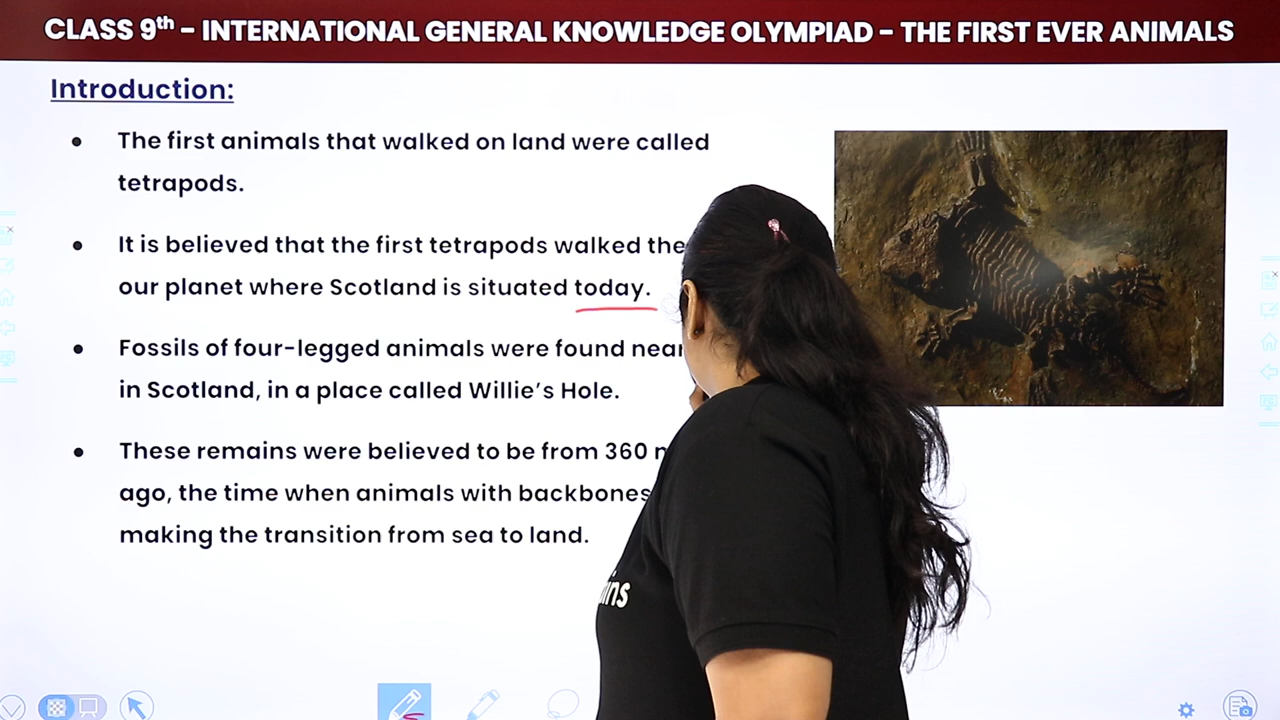 CLASS 9th – INTERNATIONAL GENERAL KNOWLEDGE OLYMPIAD – THE FIRST EVER ANIMALS
Introduction:
• The first animals that walked on land were called
tetrapods.
• It is believed that the first tetrapods walked the
our planet where Scotland is situated today.
• Fossils of four-legged animals were found near
in Scotland, in a place called Willie's Hole.
• These remains were believed to be from 360
ago, the time when animals with backbones
making the transition from sea to land.